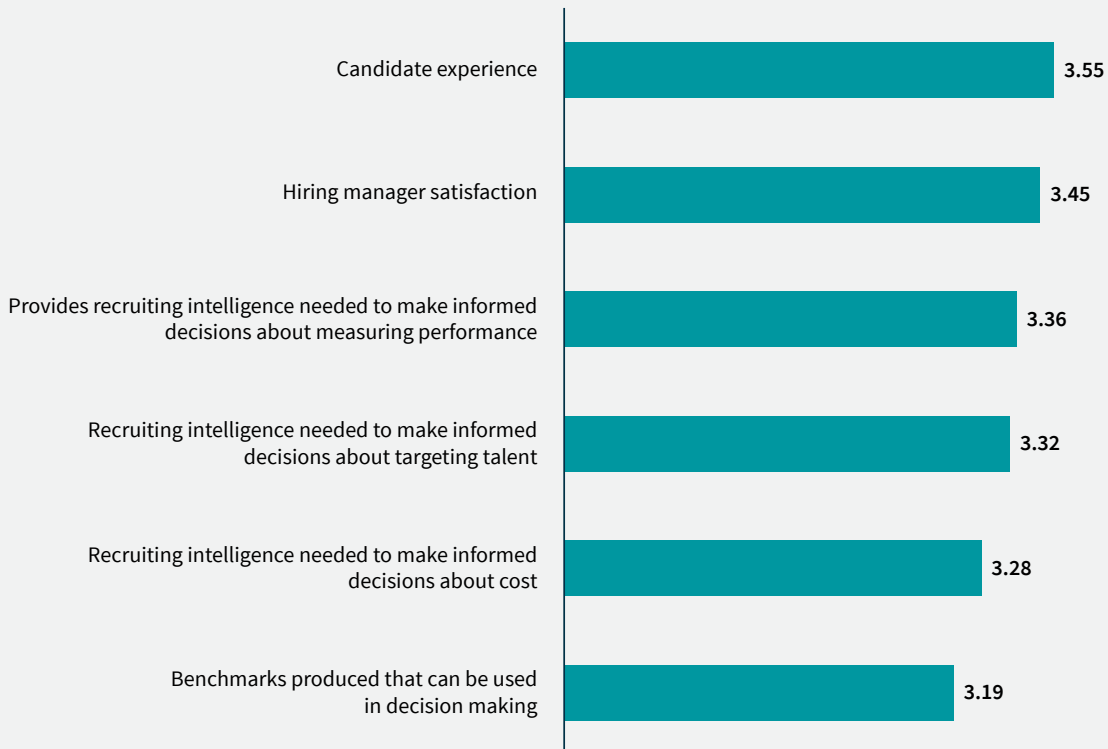 Candidate experience
3.55
Hiring manager satisfaction
3.45
Provides recruiting intelligence needed to make informed
decisions about measuring performance
3.36
Recruiting intelligence needed to make informed
decisions about targeting talent
3.32
Recruiting intelligence needed to make informed
decisions about cost
3.28
Benchmarks produced that can be used
in decision making
3.19